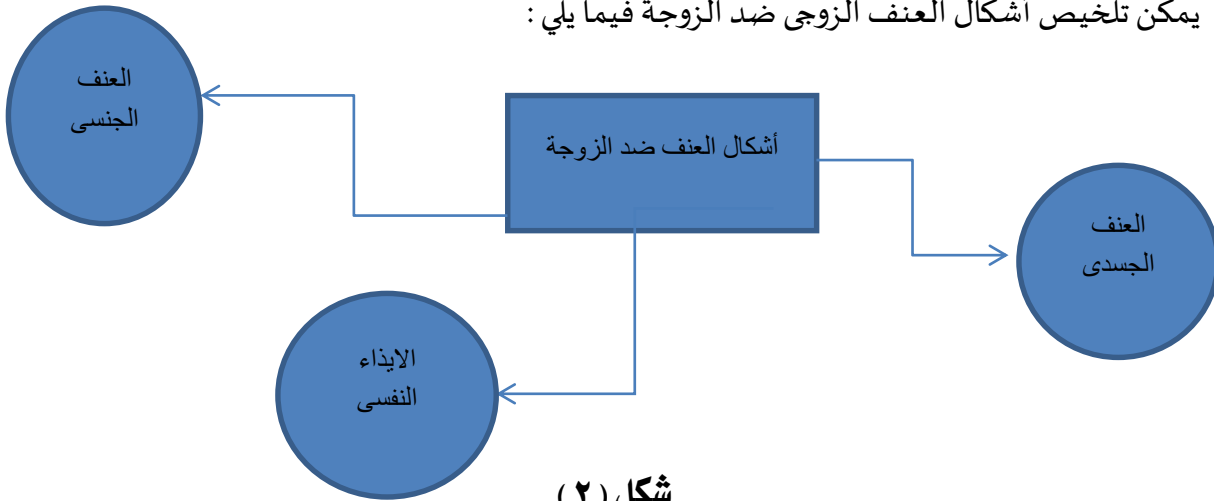 يمكن تلخيص أشكال العنف الزوجى ضد الزوجة فيما يلي :
أشكال العنف ضد الزوجة
العنف
الجسدى
العنف
الجنسى
الايذاء
النفسى
شكل ( ٢ )